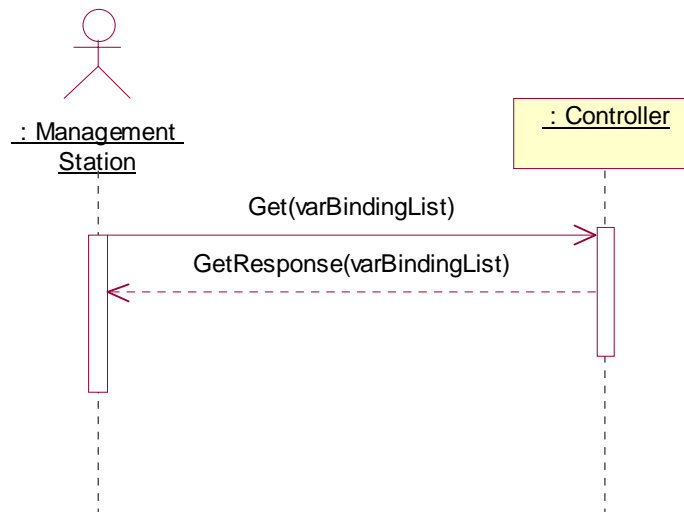 : Management
Station
: Controller
Get(varBindingList)
GetResponse(varBindingList)